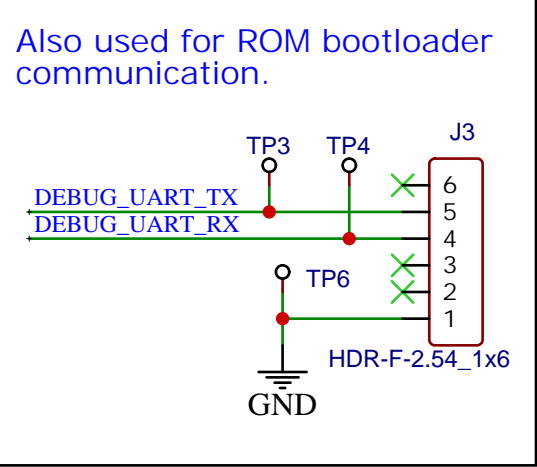 Also used for ROM bootloader
communication.
J3
TP3
TP4
6
DEBUG_UART_TX
5
DEBUG_UART_RX
4
3
TP6
2
1
HDR-F-2.54_1x6
GND